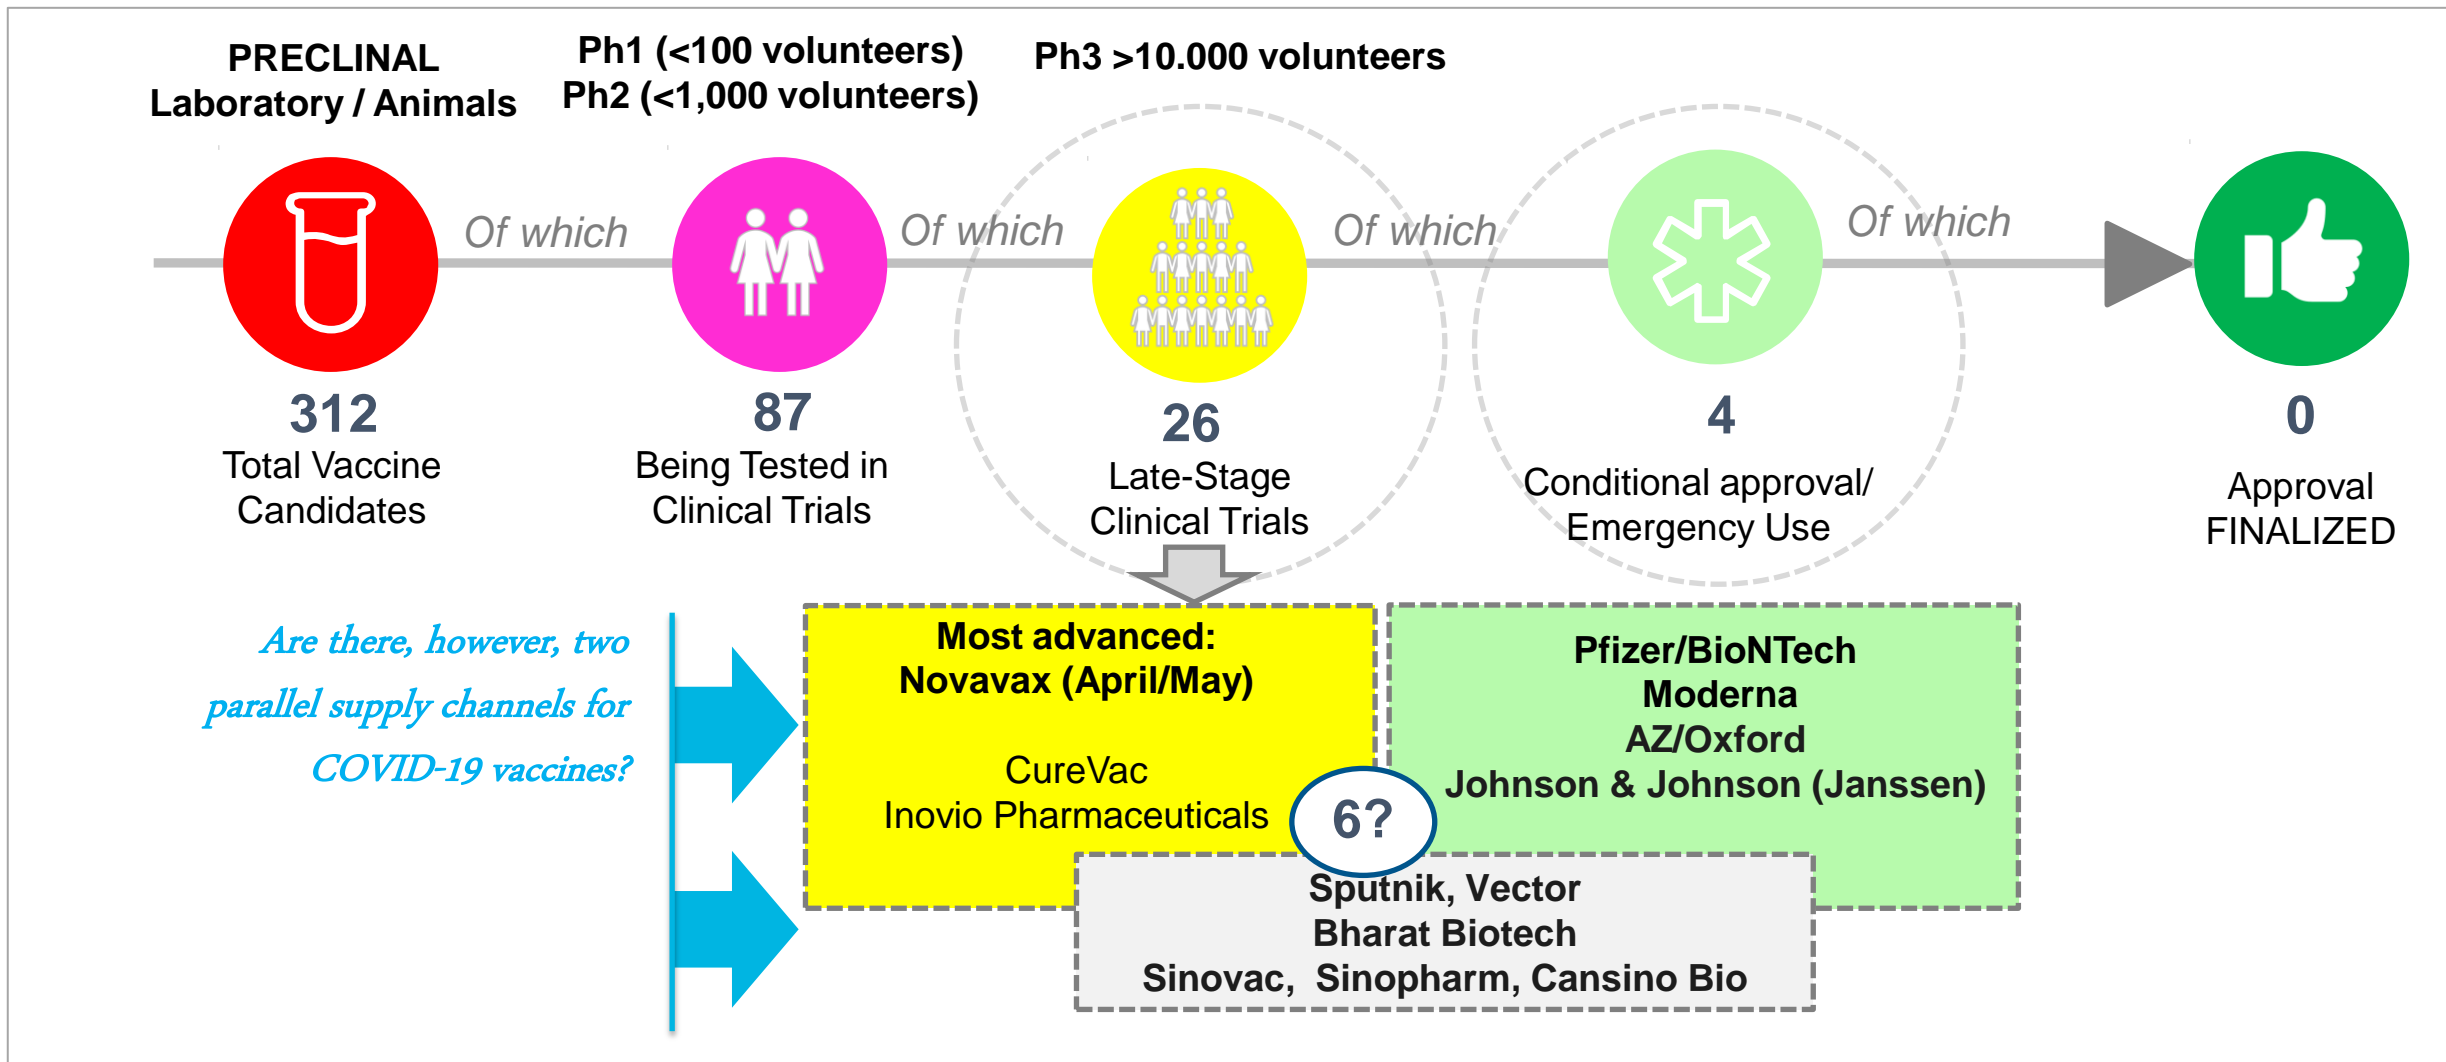 PRECLINAL
Laboratory / Animals
Ph1 (<100 volunteers)
Ph2 (<1,000 volunteers)
Ph3 >10.000 volunteers
Of which
Of which
Of which
Of which
312
Total Vaccine
Candidates
87
Being Tested in
Clinical Trials
26
Late-Stage
Clinical Trials
4
Conditional approval/
Emergency Use
0
Approval
FINALIZED
Are there, however, two
parallel supply channels for
COVID-19 vaccines?
Most advanced:
Novavax (April/May)
CureVac
Inovio Pharmaceuticals
Pfizer/BioNTech
Moderna
AZ/Oxford
Johnson & Johnson (Janssen)
6?
Sputnik, Vector
Bharat Biotech
Sinovac, Sinopharm, Cansino Bio